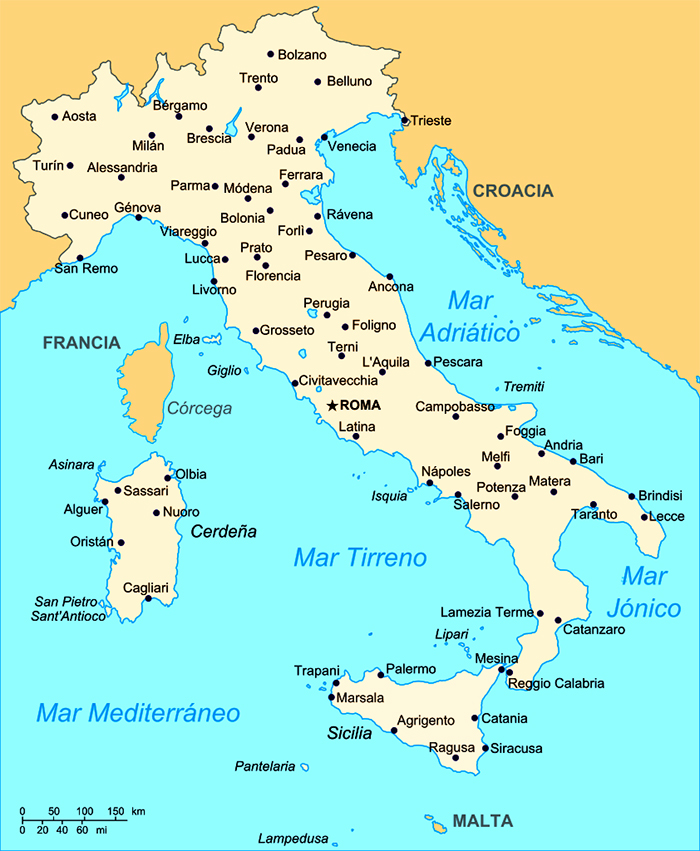 Bolzano
Trento
Belluno
Aosta
Bérgamo
Trieste
Milán
Brescia
Verona
Padua
Venecia
Turín
Alessandria
Parma
Módena
Ferrara
CROACIA
Cuneo
Génova
Bolonia
Rávena
Viareggio
Forlì
San Remo
Lucca
Prato
Florencia
Pesaro
Livorno
Ancona
Mar
Adriático
Perugia
Foligno
FRANCIA
Elba
Grosseto
Terni
Giglio
L'Aquila
Pescara
Civitavecchia
Tremiti
Córcega
ROMA
Campobasso
Latina
Foggia
Andria
Bari
Asinara
Olbia
Melfi
Sassari
Nápoles
Isquia
Salerno
Potenza
Matera
Brindisi
Alguer
Nuoro
Taranto
Lecce
Cerdeña
Oristán
Mar Tirreno
Mar
Jónico
Cagliari
San Pietro
Sant'Antioco
Lamezia Terme
Catanzaro
Lipari
Mesina
Trapani
Palermo
Reggio Calabria
Marsala
Mar Mediterráneo
Sicilia
Agrigento
Catania
Ragusa
Siracusa
Pantelaria
0 50 100 150 km
0 20 40 60 mi
MALTA
Lampedusa